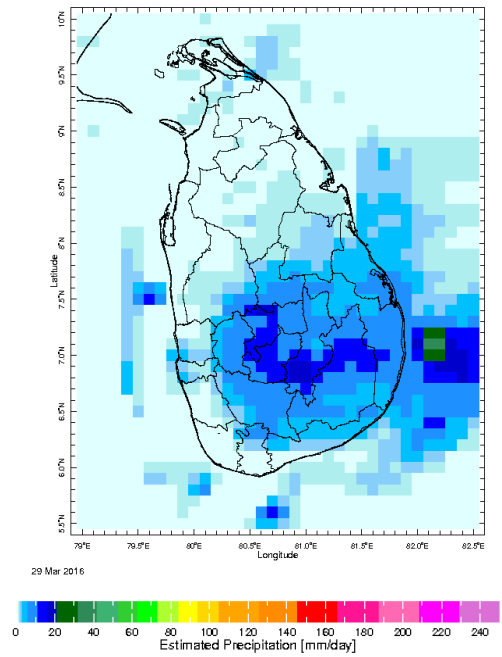 10°N
9.5°N
9°N
8.5°N
8°N
7.5°N
7.0°N
6.5°N
6.0°N
5.5°N
Latitude
79°E 79.5°E 80°E 80.5°E 81°E 81.5°E 82.0°E 82.5°E
Longitude
29 Mar 2016
0 20 40 60 80 100 120 140 160 180 200 220 240
Estimated Precipitation [mm/day]